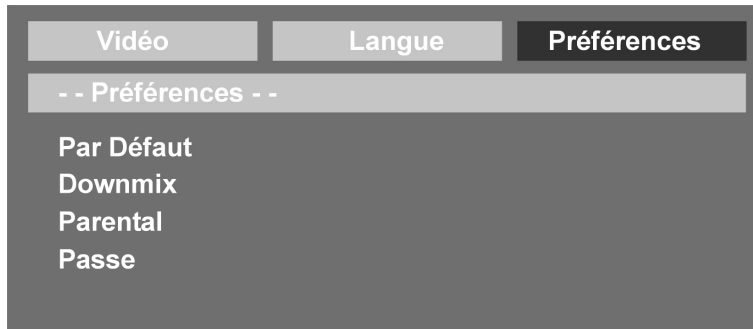 Vidéo Langue Préférences
- - Préférences - -
Par Défaut
Downmix
Parental
Passe